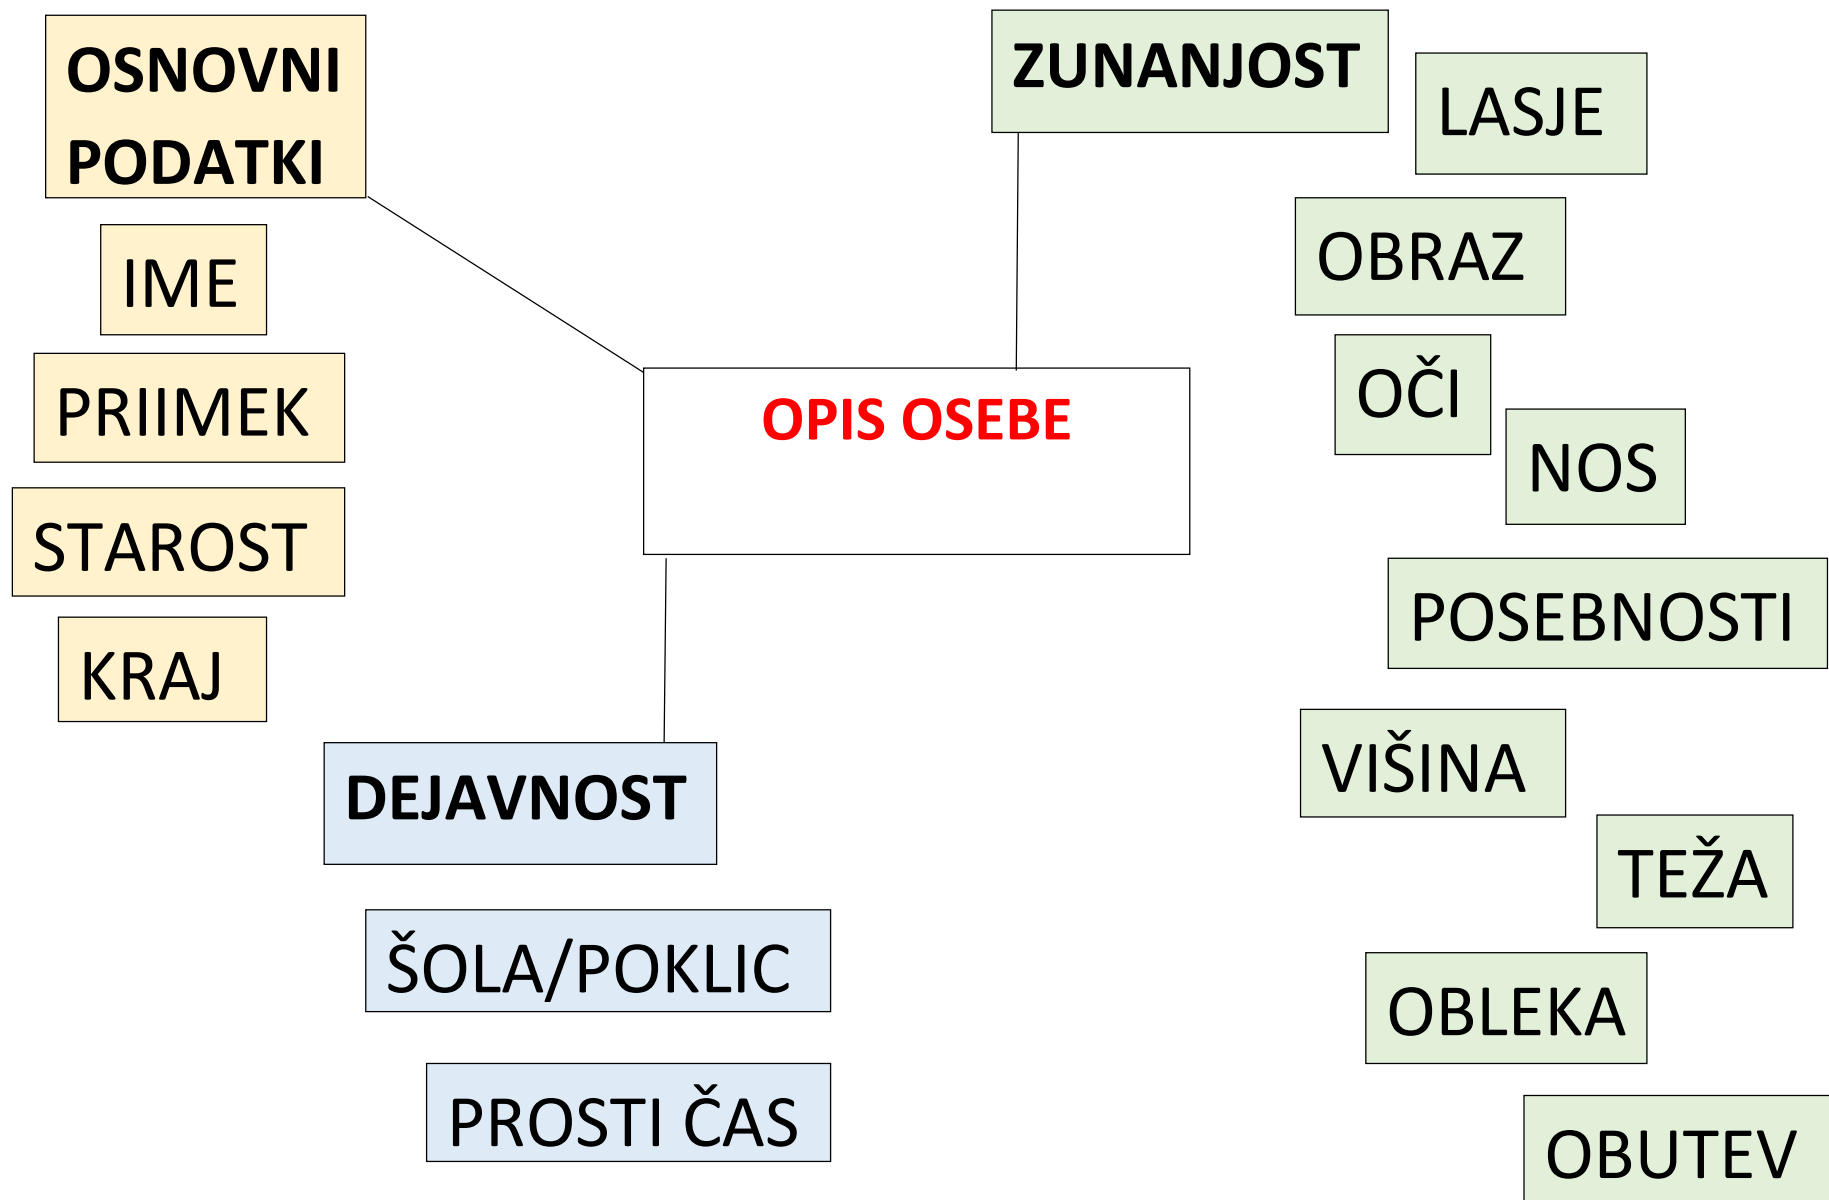 OSNOVNI
PODATKI
IME
PRIIMEK
STAROST
KRAJ
OPIS OSEBE
DEJAVNOST
ŠOLA/POKLIC
PROSTI ČAS
ZUNANJOST
LASJE
OBRAZ
OČI
NOS
POSEBNOSTI
VIŠINA
TEŽA
OBLEKA
OBUTEV